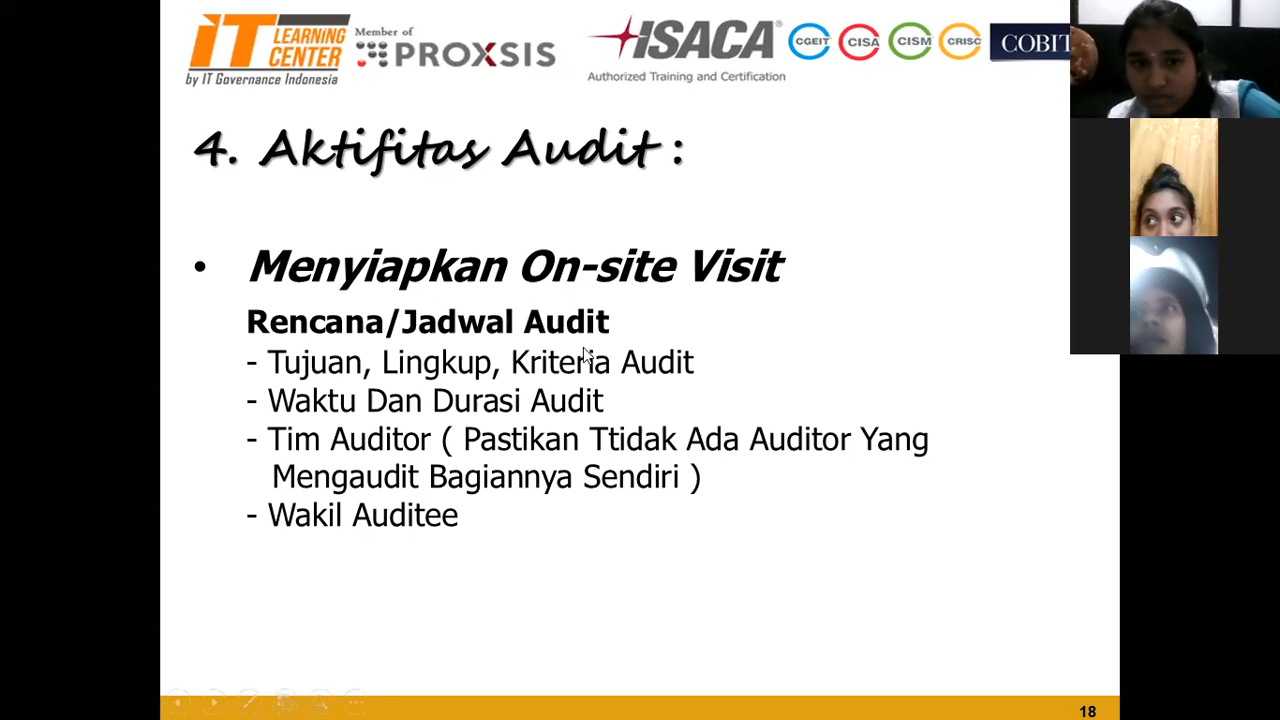 iT LEARNING CENTER
by IT Governance Indonesia
Member of
PROXSIS
ISACA®
Authorized Training and Certification
CGEIT CISA CISM CRISC COBIT
4. Aktifitas Audit :
• Menyiapkan On-site Visit
Rencana/Jadwal Audit
- Tujuan, Lingkup, Kriteria Audit
- Waktu Dan Durasi Audit
- Tim Auditor ( Pastikan Ttidak Ada Auditor Yang
Mengaudit Bagiannya Sendiri )
- Wakil Auditee
18